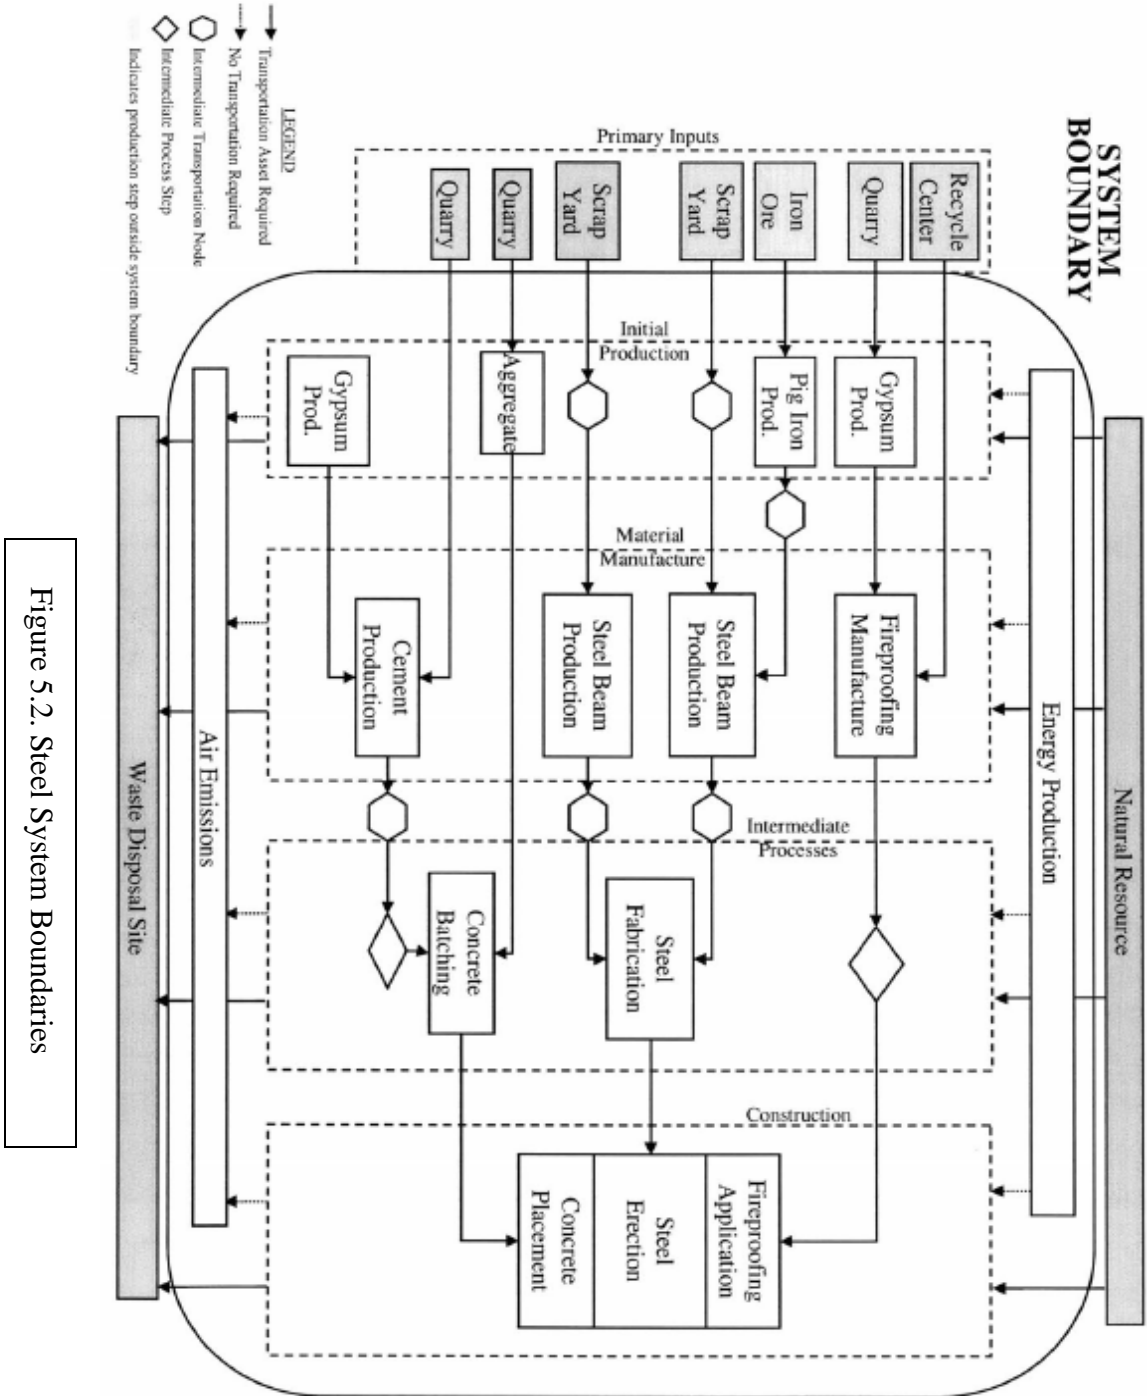 SYSTEM
BOUNDARY
Natural Resource
Energy Production
Primary Inputs
Recycle
Center
Quarry
Iron
Ore
Scrap
Yard
Scrap
Yard
Quarry
Quarry
Initial
Production
Gypsum
Prod.
Pig Iron
Prod.
Aggregate
Gypsum
Prod.
Material
Manufacture
Fireproofing
Manufacture
Steel Beam
Production
Steel Beam
Production
Cement
Production
Intermediate
Processes
Steel
Fabrication
Concrete
Batching
Construction
Fireproofing
Application
Steel
Erection
Concrete
Placement
Air Emissions
Waste Disposal Site
LEGEND
Transportation Asset Required
No Transportation Required
Intermediate Transportation Node
Intermediate Process Step
Indicates production step outside system boundary
Figure 5.2. Steel System Boundaries